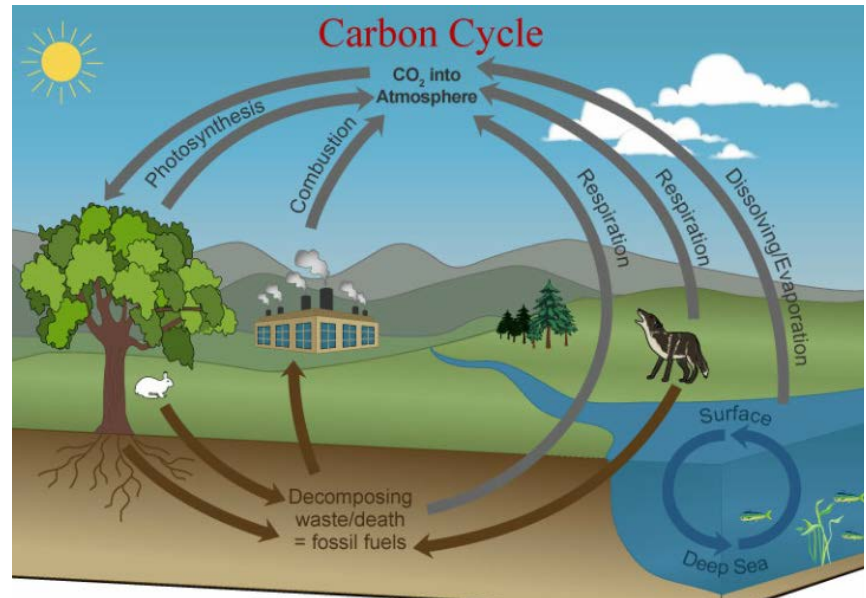 Carbon Cycle
CO₂ into
Atmosphere
Photosynthesis
Combustion
Respiration
Respiration
Dissolving/Evaporation
Surface
Deep Sea
Decomposing
waste/death
= fossil fuels